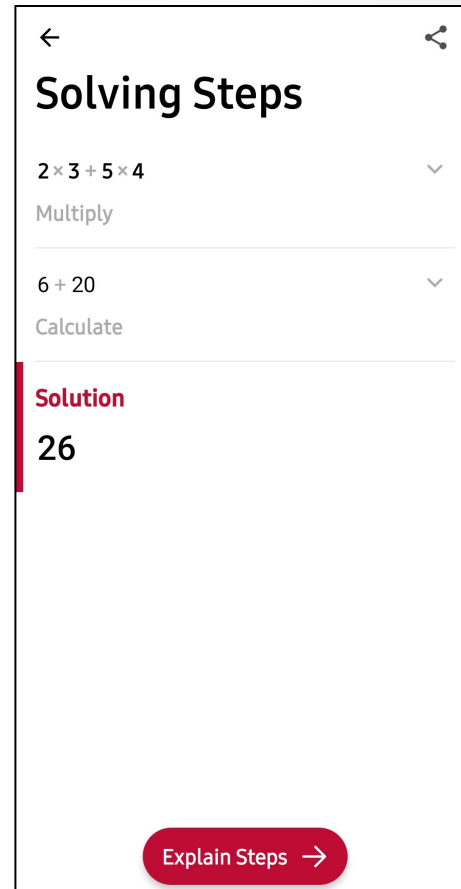 Solving Steps
2 × 3 + 5 × 4
Multiply
6 + 20
Calculate
Solution
26
Explain Steps